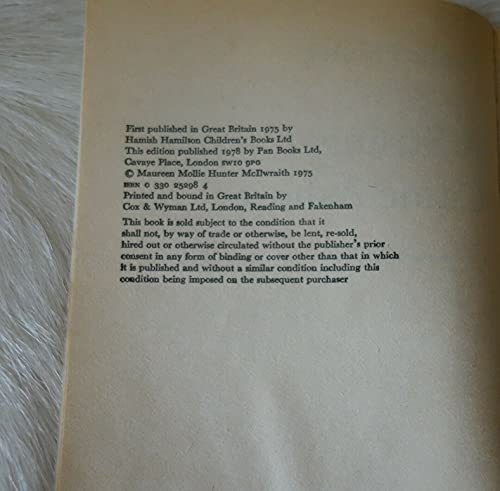 First published in Great Britain 1975 by
Hamish Hamilton Children's Books Ltd
This edition published 1978 by Pan Books Ltd,
Cavaye Place, London SW10 9PG
© Maureen Mollie Hunter McIlwraith 1975
ISBN 0 330 25298 4
Printed and bound in Great Britain by
Cox & Wyman Ltd, London, Reading and Fakenham
This book is sold subject to the condition that it
shall not, by way of trade or otherwise, be lent, re-sold,
hired out or otherwise circulated without the publisher's prior
consent in any form of binding or cover other than that in which
it is published and without a similar condition including this
condition being imposed on the subsequent purchaser